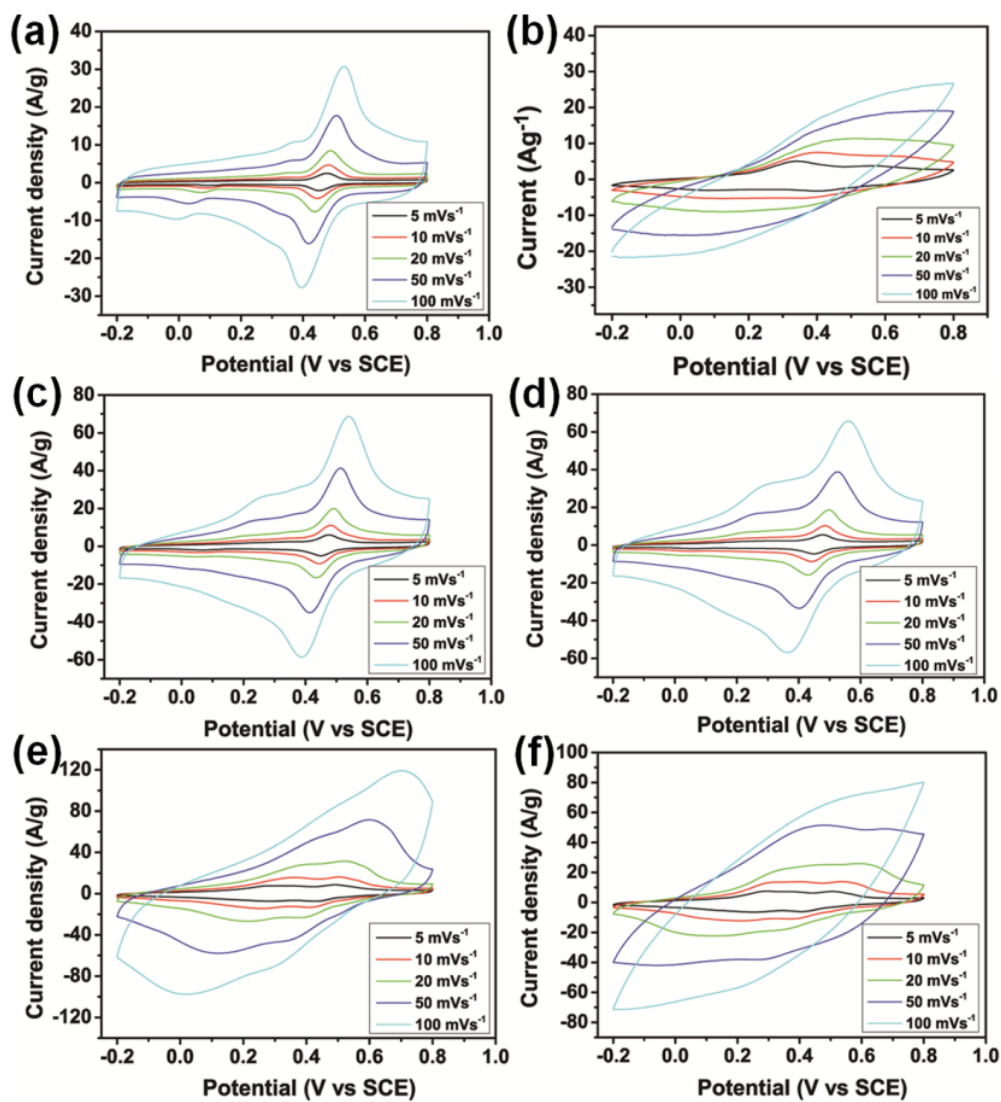 (a)
Current density (A/g)
40
30
20
10
0
-10
-20
-30
-0.2 0.0 0.2 0.4 0.6 0.8 1.0
Potential (V vs SCE)
5 mVs⁻¹
10 mVs⁻¹
20 mVs⁻¹
50 mVs⁻¹
100 mVs⁻¹
(b)
Current (Ag⁻¹)
40
30
20
10
0
-10
-20
-30
-0.2 0.0 0.2 0.4 0.6 0.8
Potential (V vs SCE)
5 mVs⁻¹
10 mVs⁻¹
20 mVs⁻¹
50 mVs⁻¹
100 mVs⁻¹
(c)
Current density (A/g)
80
60
40
20
0
-20
-40
-60
-0.2 0.0 0.2 0.4 0.6 0.8 1.0
Potential (V vs SCE)
5 mVs⁻¹
10 mVs⁻¹
20 mVs⁻¹
50 mVs⁻¹
100 mVs⁻¹
(d)
Current density (A/g)
80
60
40
20
0
-20
-40
-60
-0.2 0.0 0.2 0.4 0.6 0.8 1.0
Potential (V vs SCE)
5 mVs⁻¹
10 mVs⁻¹
20 mVs⁻¹
50 mVs⁻¹
100 mVs⁻¹
(e)
Current density (A/g)
120
80
40
0
-40
-80
-120
-0.2 0.0 0.2 0.4 0.6 0.8 1.0
Potential (V vs SCE)
5 mVs⁻¹
10 mVs⁻¹
20 mVs⁻¹
50 mVs⁻¹
100 mVs⁻¹
(f)
Current density (A/g)
100
80
60
40
20
0
-20
-40
-60
-80
-0.2 0.0 0.2 0.4 0.6 0.8 1.0
Potential (V vs SCE)
5 mVs⁻¹
10 mVs⁻¹
20 mVs⁻¹
50 mVs⁻¹
100 mVs⁻¹